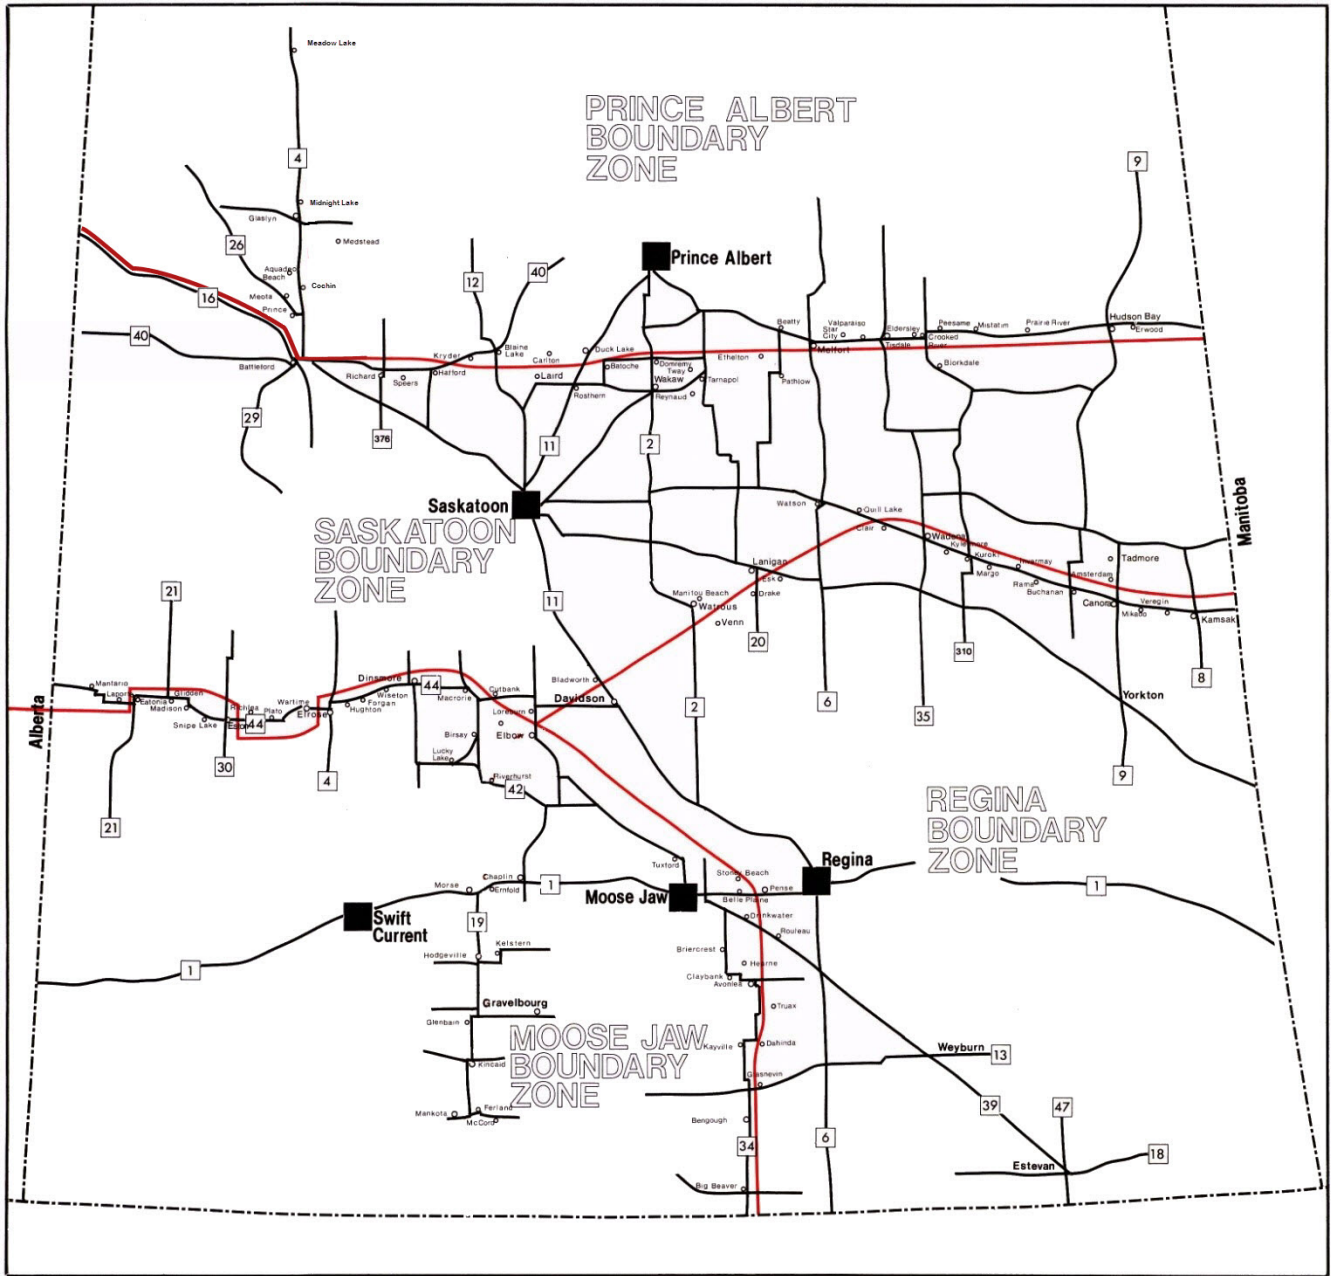 Meadow Lake
PRINCE ALBERT
BOUNDARY
ZONE
4
9
Midnight Lake
Glaslyn
26
Medstead
Prince Albert
Aquadeo
Beach
Cochin
12
40
Meota
16
Prince
Hudson Bay
Erwood
Beatty
Star
City
Valparaiso
Eldersley
Peesame
Mistatim
Prairie River
Crooked
River
Tisdale
Melfort
40
Kryder
Blaine
Lake
Carlton
Duck Lake
Ethelton
Battleford
Richard
Speers
Hafford
Laird
Batoche
Domremy
Tway
Wakaw
Tarnapol
Pathlow
Bjorkdale
Rosthern
Reynaud
29
376
11
2
Saskatoon
Watson
Quill Lake
Clair
Manitoba
SASKATOON
BOUNDARY
ZONE
Wadena
Kylemore
Kuroki
Margo
Invermay
Rama
Buchanan
Amsterdam
Tadmore
Canora
Mikado
Veregin
Kamsak
Lanigan
Esk
Drake
Manitou Beach
Watrous
Venn
21
11
20
310
8
Mantario
Laporte
Eatonia
Glidden
Madison
Snipe Lake
Richlea
Eston
44
Plato
Wartime
Elrose
Hughton
Forgan
Wiseton
Dinsmore
44
Macrorie
Cutbank
Bladworth
Davidson
Loreburn
Elbow
Birsay
Lucky
Lake
Riverhurst
42
Alberta
30
4
21
2
6
35
Yorkton
9
REGINA
BOUNDARY
ZONE
Regina
Tuxford
Stony Beach
Pense
Belle Plaine
Moose Jaw
Chaplin
Ernfold
Morse
1
1
Swift
Current
19
Drinkwater
Rouleau
Kelstern
Hodgeville
Briercrest
Hearne
Claybank
Avonlea
1
Gravelbourg
Glenbain
Truax
MOOSE JAW
BOUNDARY
ZONE
Kayville
Dahinda
Weyburn
13
Kincaid
Glasnevin
Mankota
Ferland
McCord
Bengough
39
47
34
6
18
Estevan
Big Beaver